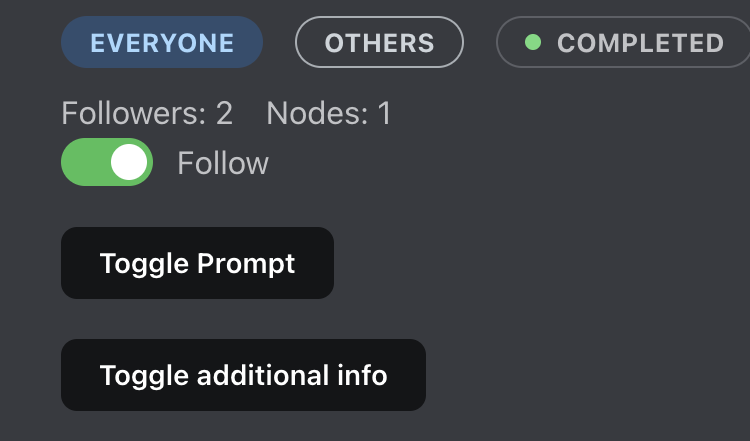 EVERYONE OTHERS COMPLETED
Followers: 2 Nodes: 1
Follow
Toggle Prompt
Toggle additional info